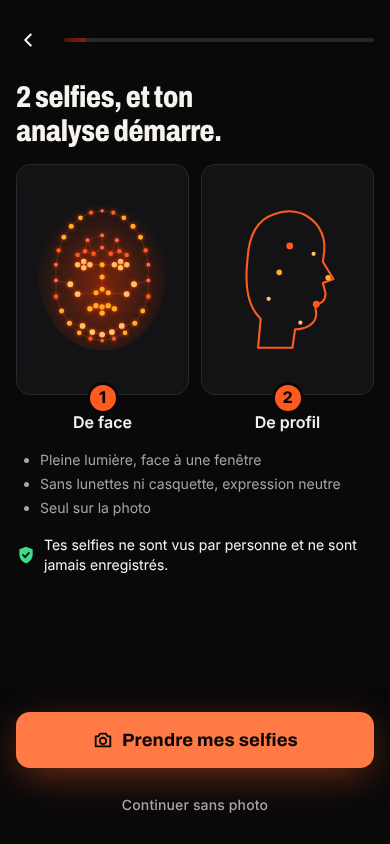 2 selfies, et ton
analyse démarre.
1
2
De face
De profil
Pleine lumière, face à une fenêtre
Sans lunettes ni casquette, expression neutre
Seul sur la photo
Tes selfies ne sont vus par personne et ne sont
jamais enregistrés.
Prendre mes selfies
Continuer sans photo